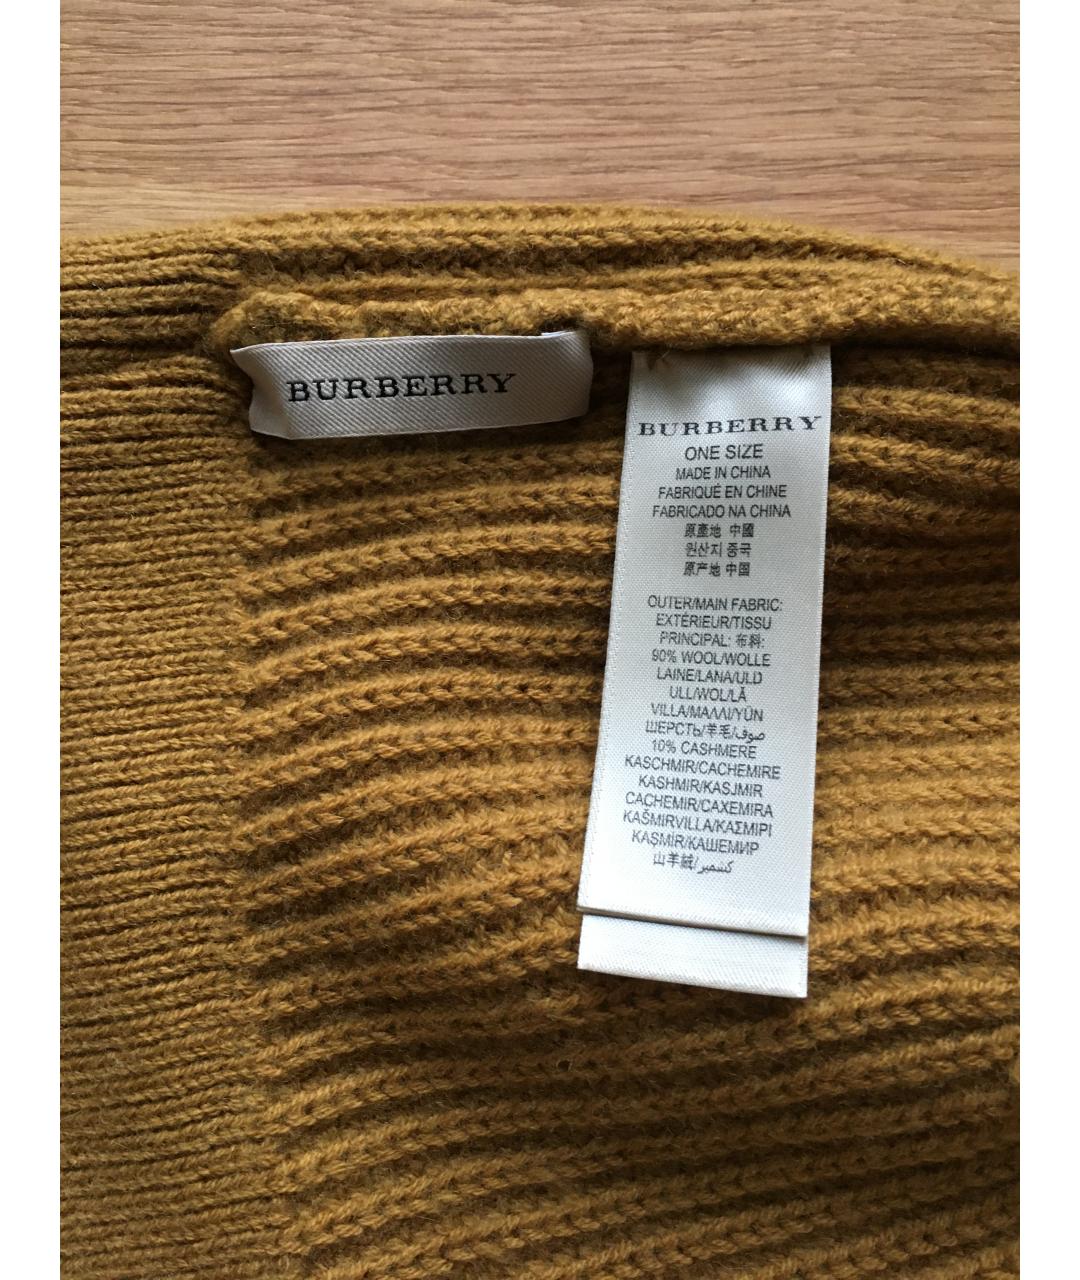 BURBERRY
BURBERRY
ONE SIZE
MADE IN CHINA
FABRIQUÉ EN CHINE
FABRICADO NA CHINA
原產地 中國
원산지 중국
原产地 中国
OUTER/MAIN FABRIC:
EXTÉRIEUR/TISSU
PRINCIPAL: 布料:
90% WOOL/WOLLE
LAINE/LANA/ULD
ULL/WOL/LÃ
VILLA/ΜΑΛΛΙ/YÜN
ШЕРСТЬ/羊毛/صوف
10% CASHMERE
KASCHMIR/CACHEMIRE
KASHMIR/KASJMIR
CACHEMIR/CAXEMIRA
KAŠMIRVILLA/ΚΑΣΜΙΡΙ
KAŞMİR/КАШЕМИР
山羊絨/کشمیر